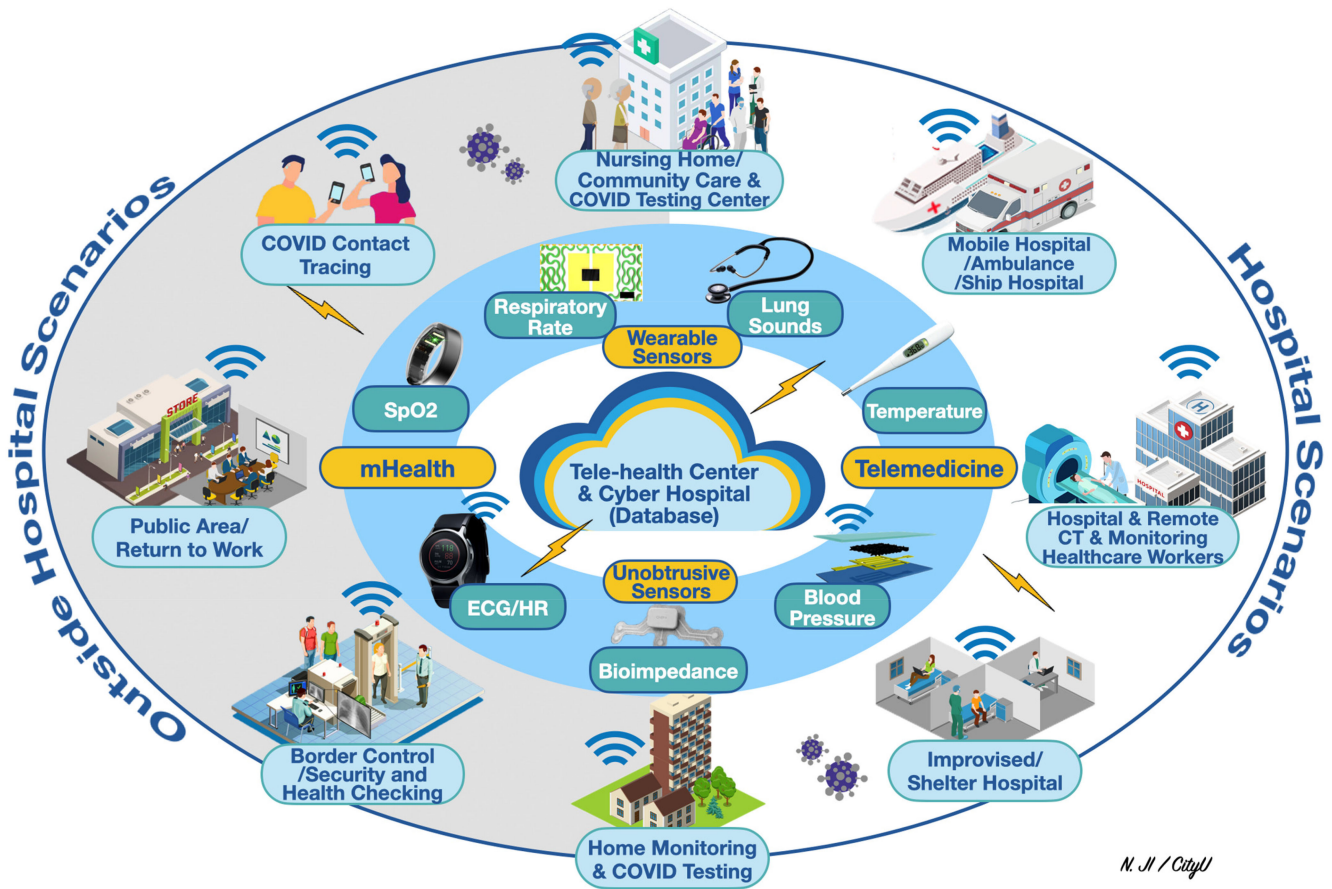 Nursing Home/
Community Care &
COVID Testing Center
COVID Contact
Tracing
Mobile Hospital
/Ambulance
/Ship Hospital
Outside Hospital Scenarios
Hospital Scenarios
Respiratory
Rate
Lung
Sounds
Wearable
Sensors
SpO2
Temperature
STORE
mHealth
Tele-health Center
& Cyber Hospital
(Database)
Telemedicine
HOSPITAL
Public Area/
Return to Work
Hospital & Remote
CT & Monitoring
Healthcare Workers
ECG/HR
Unobtrusive
Sensors
Blood
Pressure
Bioimpedance
Border Control
/Security and
Health Checking
Improvised/
Shelter Hospital
Home Monitoring
& COVID Testing
N. JI / CityU